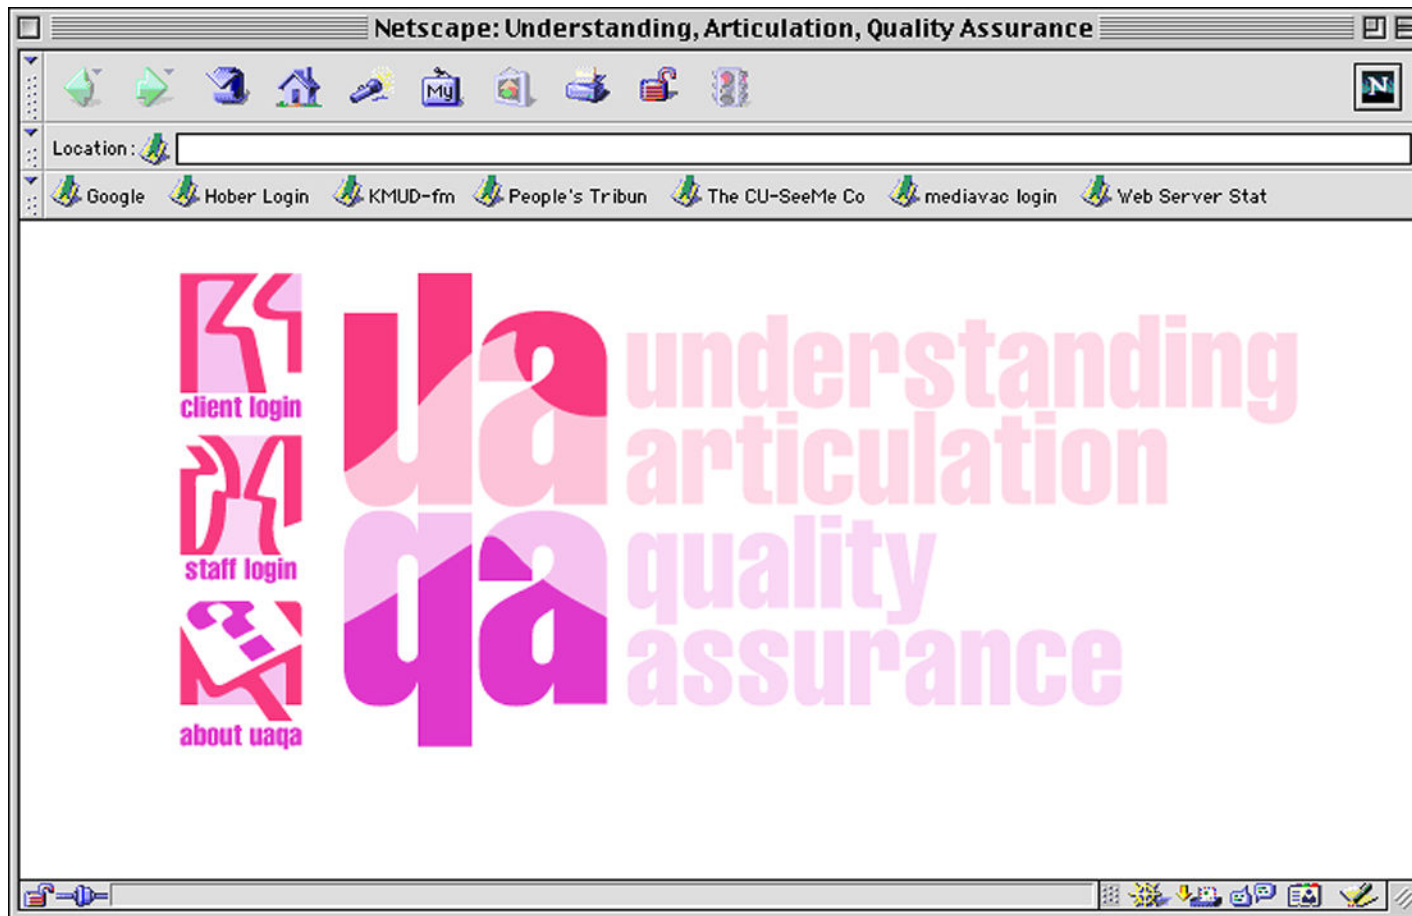 Netscape: Understanding, Articulation, Quality Assurance
My
N
Location:
Google Hober Login KMUD-fm People's Tribun The CU-SeeMe Co mediavac login Web Server Stat
client login
staff login
about uaqa
ua
qa
understanding
articulation
quality
assurance